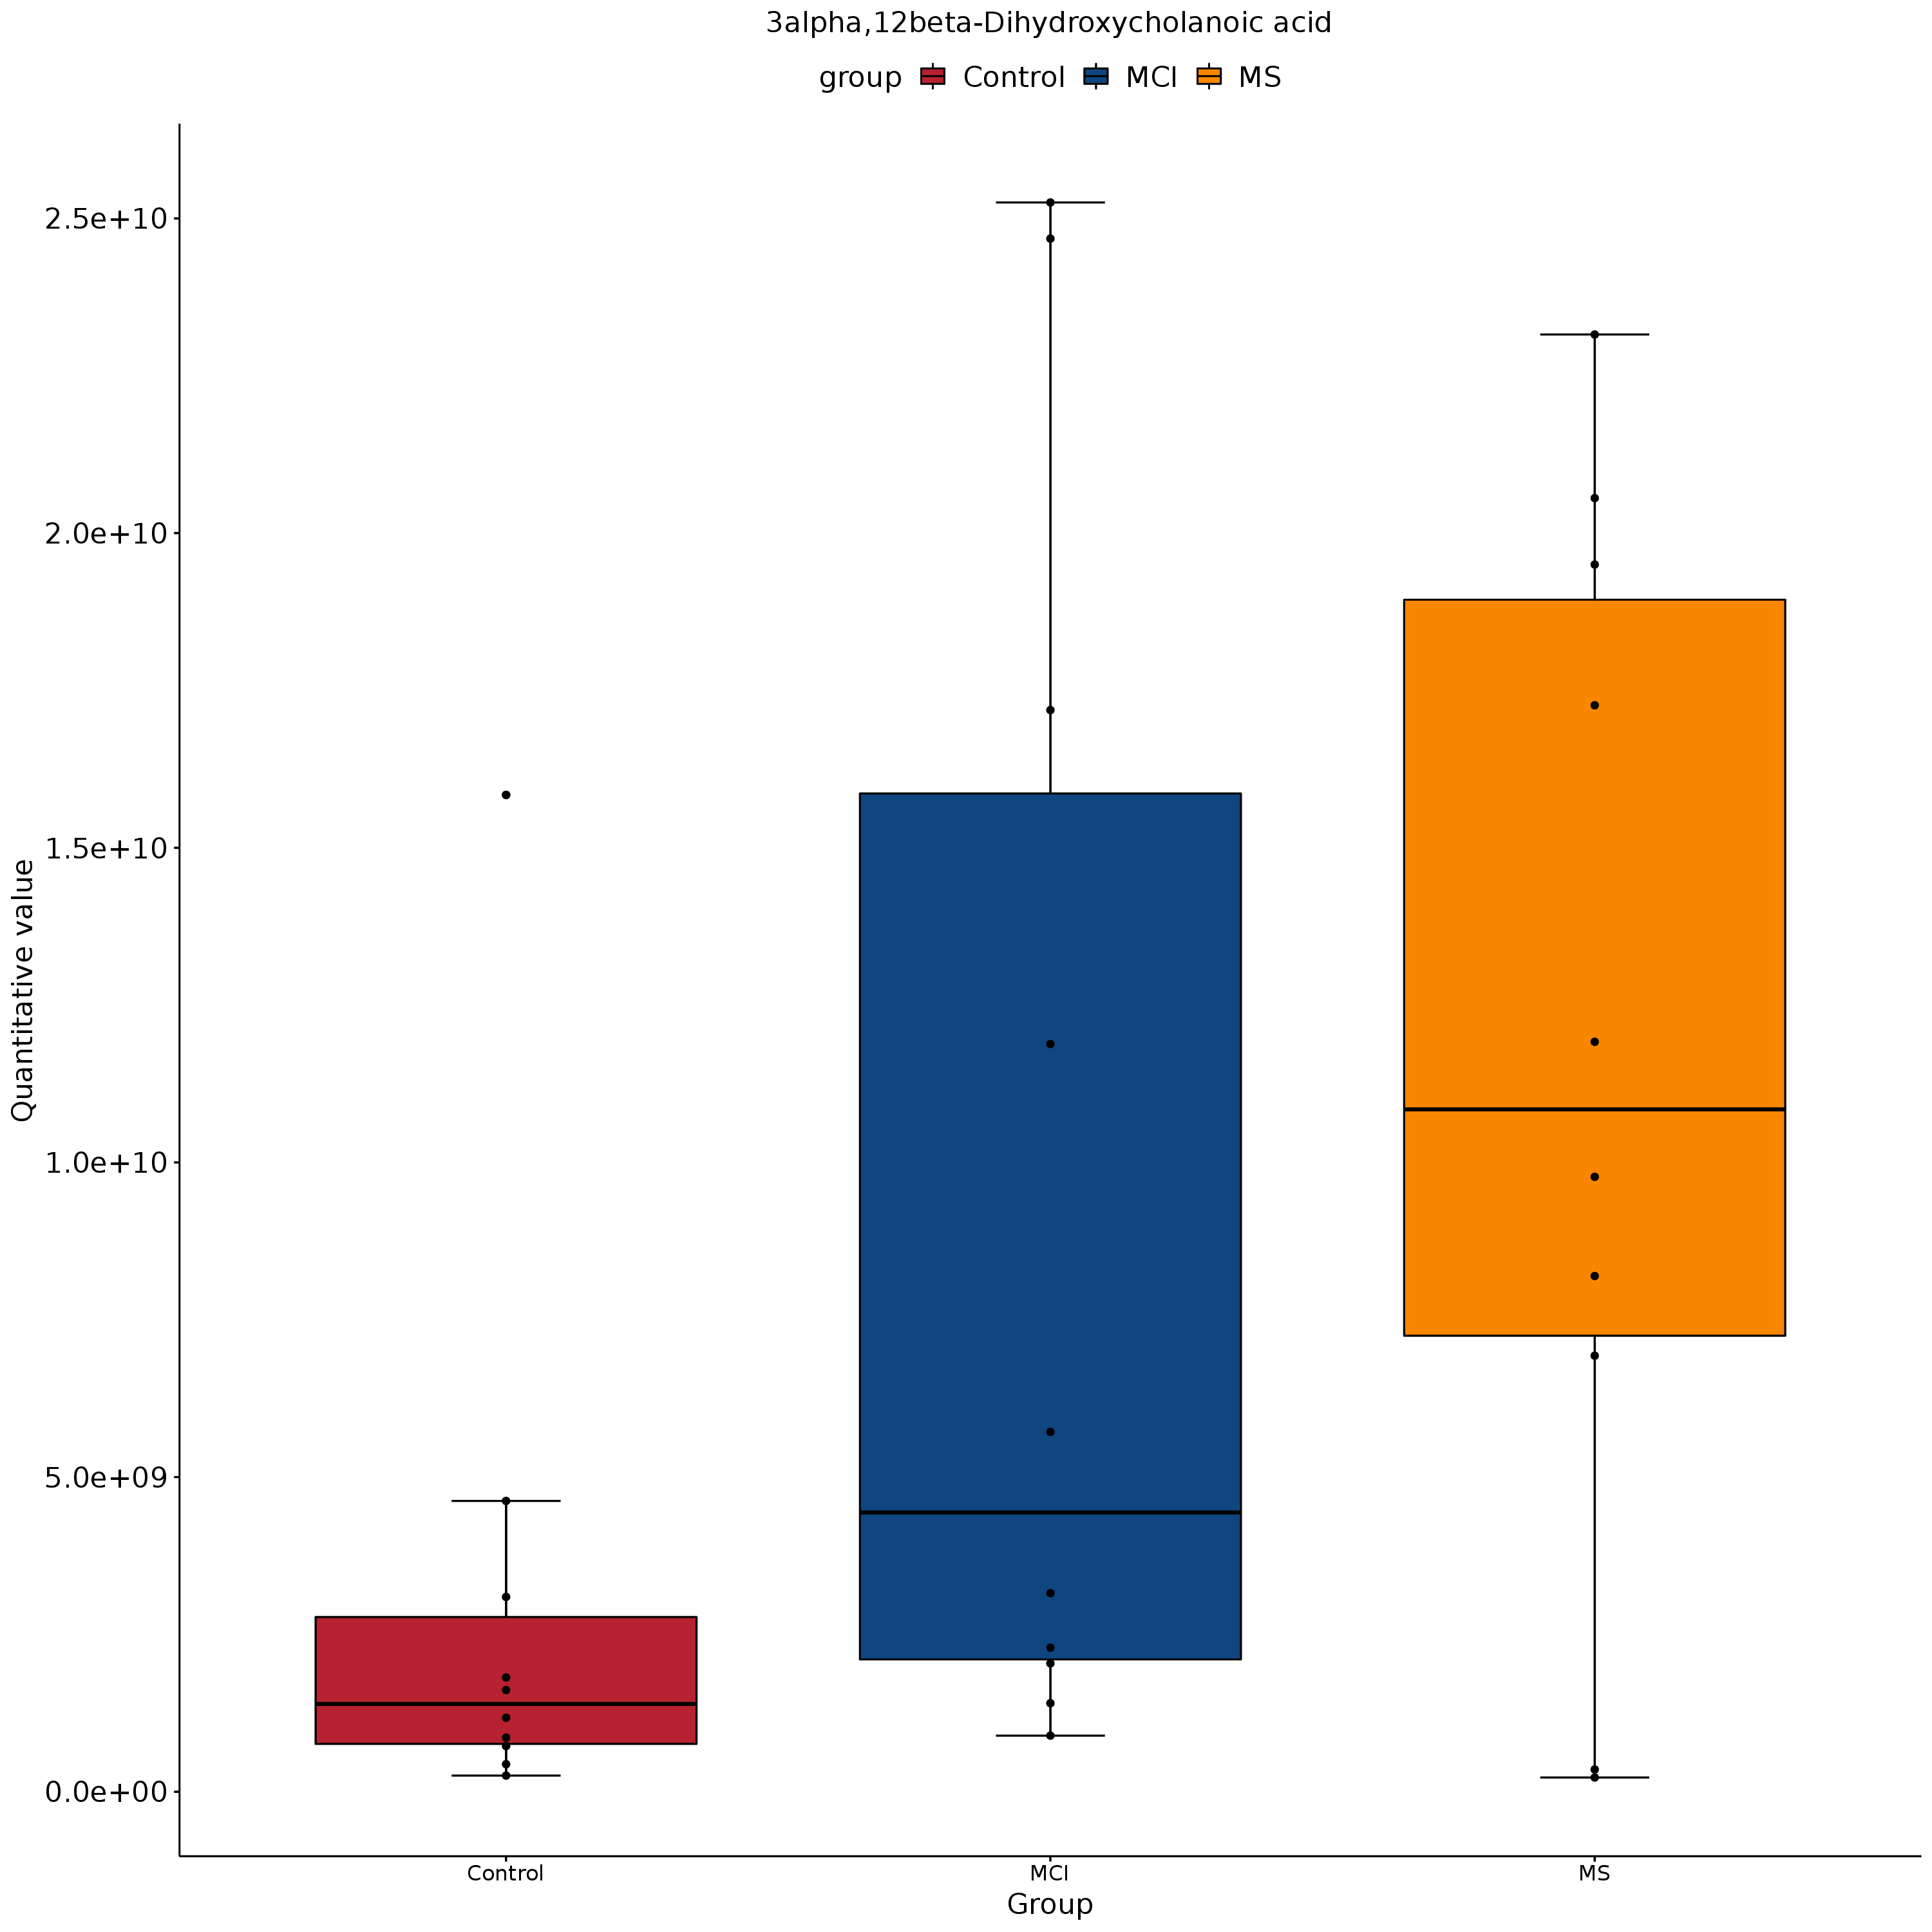 3alpha,12beta-Dihydroxycholanoic acid
group Control MCI MS
Quantitative value
2.5e+10
2.0e+10
1.5e+10
1.0e+10
5.0e+09
0.0e+00
Control MCI MS
Group